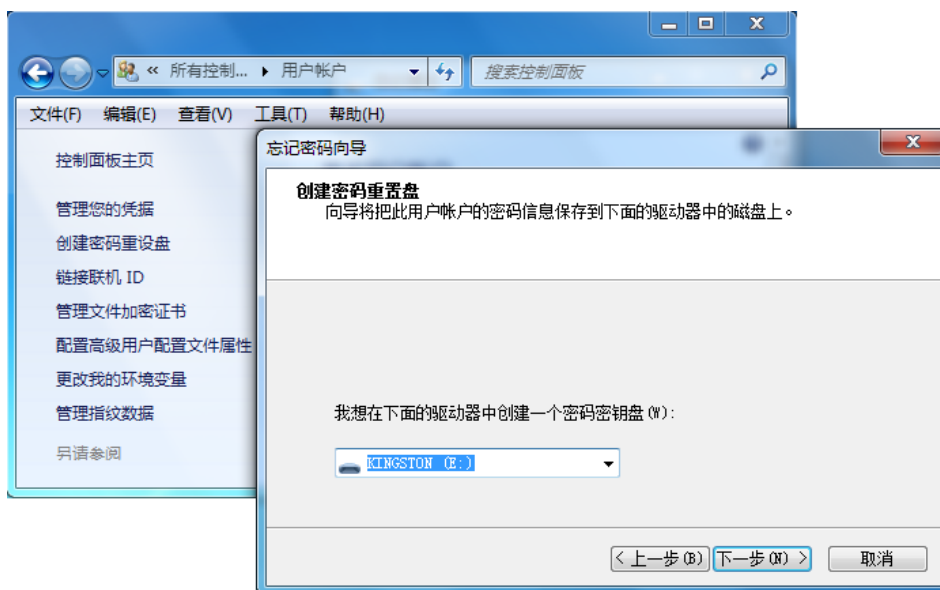 « 所有控制... ▸ 用户帐户
搜索控制面板
文件(F) 编辑(E) 查看(V) 工具(T) 帮助(H)
控制面板主页
管理您的凭据
创建密码重设盘
链接联机 ID
管理文件加密证书
配置高级用户配置文件属性
更改我的环境变量
管理指纹数据
另请参阅
忘记密码向导
创建密码重置盘
向导将把此用户帐户的密码信息保存到下面的驱动器中的磁盘上。
我想在下面的驱动器中创建一个密码密钥盘(W):
KINGSTON (E:)
< 上一步(B) 下一步(N) > 取消